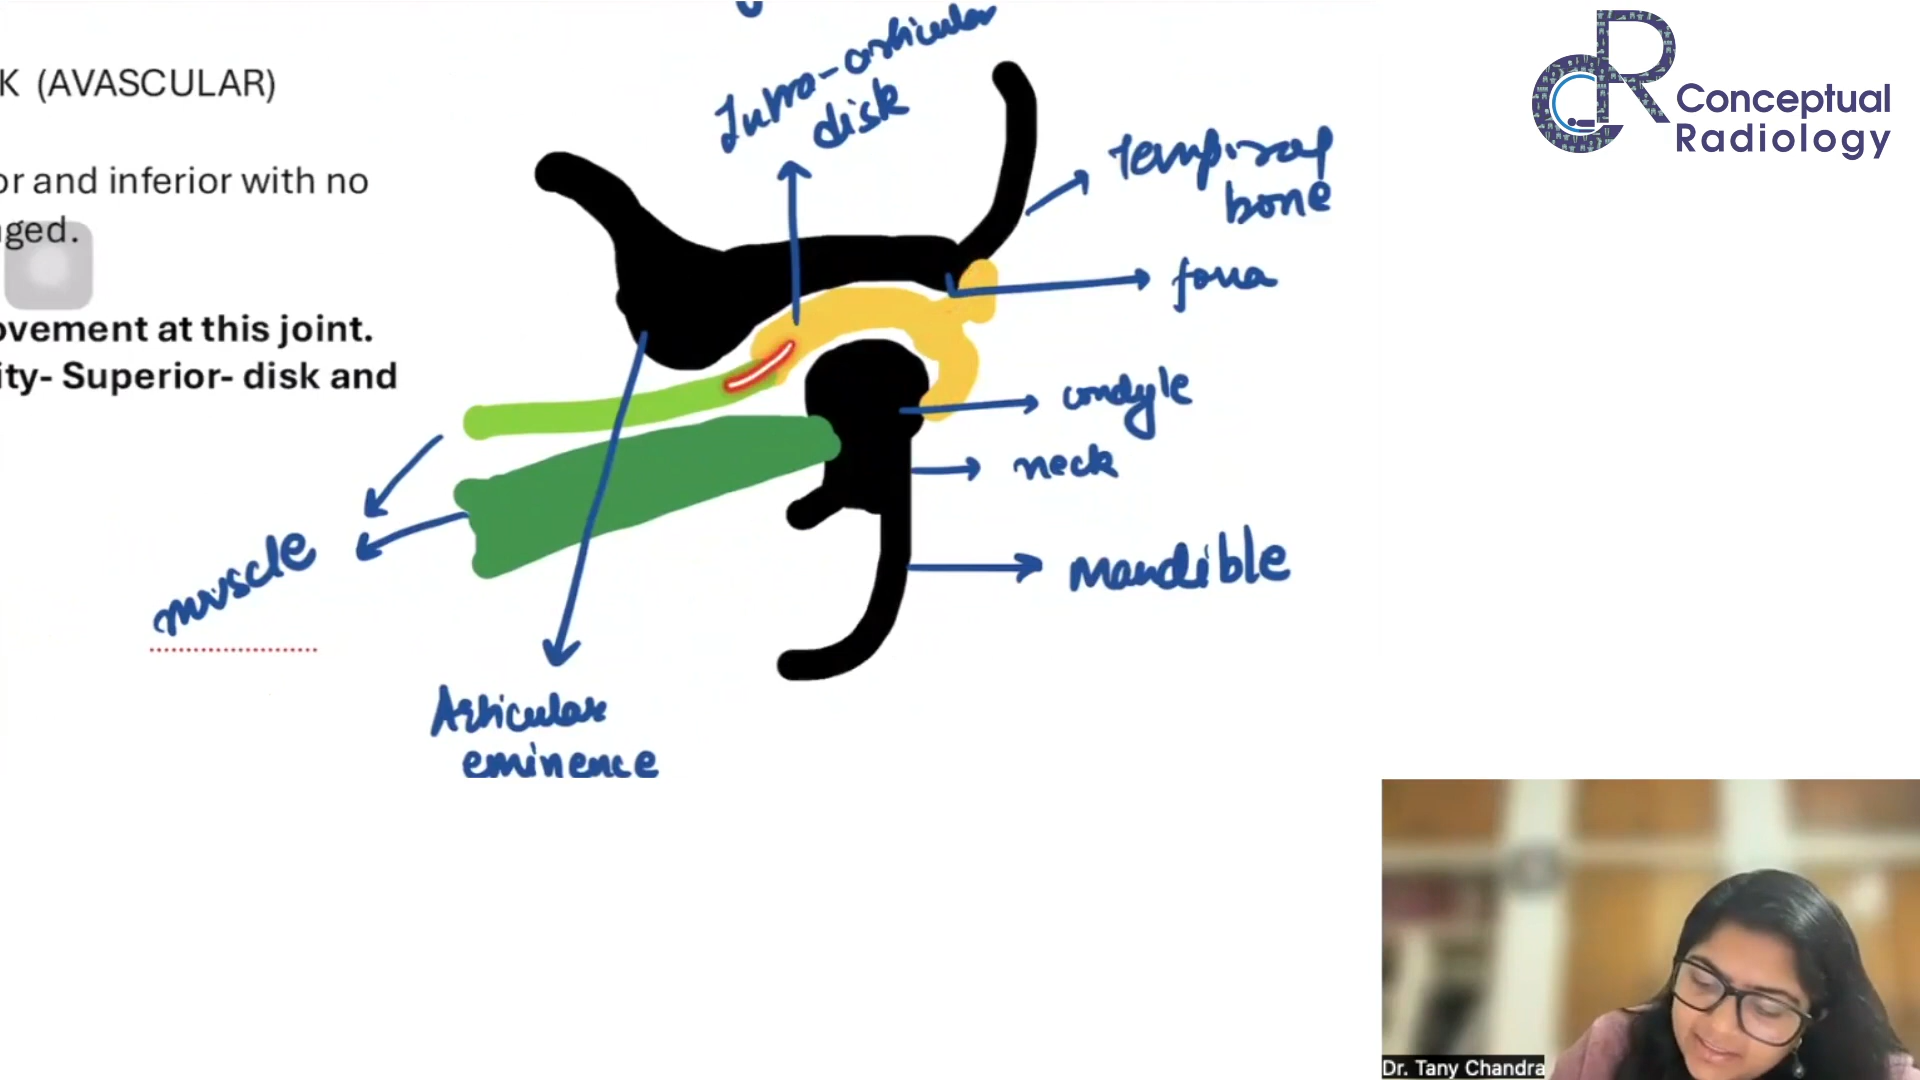 K (AVASCULAR)
or and inferior with no
ged.
ovement at this joint.
ity- Superior- disk and
Intra-articular
disk
temporal
bone
fossa
condyle
neck
Mandible
muscle
Articular
eminence
Conceptual
Radiology
Dr. Tany Chandra